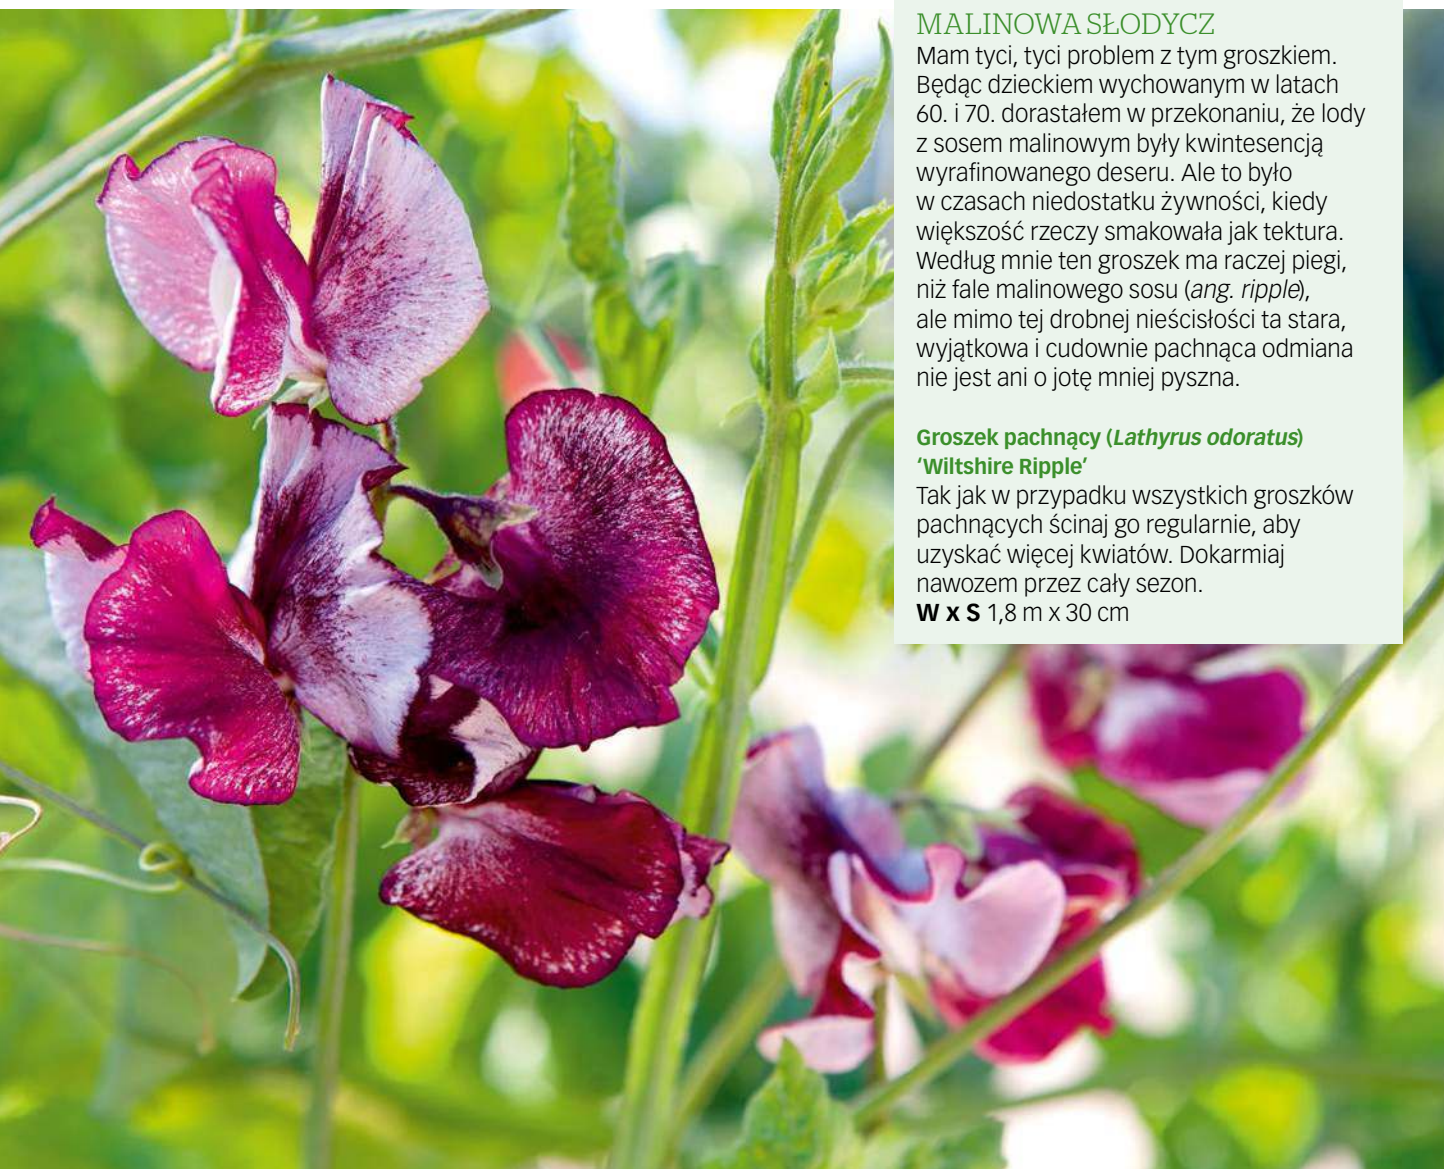 MALINOWA SŁODYCZ
Mam tyci, tyci problem z tym groszkiem.
Będąc dzieckiem wychowanym w latach
60. i 70. dorastałem w przekonaniu, że lody
z sosem malinowym były kwintesencją
wyrafinowanego deseru. Ale to było
w czasach niedostatku żywności, kiedy
większość rzeczy smakowała jak tektura.
Według mnie ten groszek ma raczej piegi,
niż fale malinowego sosu (ang. ripple),
ale mimo tej drobnej nieścisłości ta stara,
wyjątkowa i cudownie pachnąca odmiana
nie jest ani o jotę mniej pyszna.
Groszek pachnący (Lathyrus odoratus)
‘Wiltshire Ripple’
Tak jak w przypadku wszystkich groszków
pachnących ścinaj go regularnie, aby
uzyskać więcej kwiatów. Dokarmiaj
nawozem przez cały sezon.
W x S 1,8 m x 30 cm